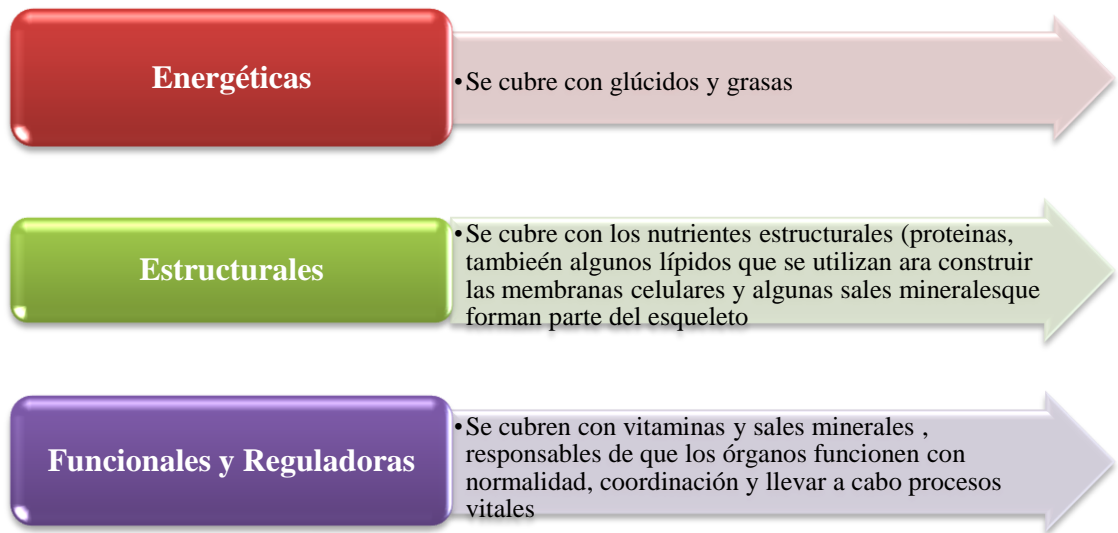 Energéticas
•Se cubre con glúcidos y grasas
Estructurales
•Se cubre con los nutrientes estructurales (proteinas,
tambieén algunos lípidos que se utilizan ara construir
las membranas celulares y algunas sales mineralesque
forman parte del esqueleto
Funcionales y Reguladoras
•Se cubren con vitaminas y sales minerales ,
responsables de que los órganos funcionen con
normalidad, coordinación y llevar a cabo procesos
vitales